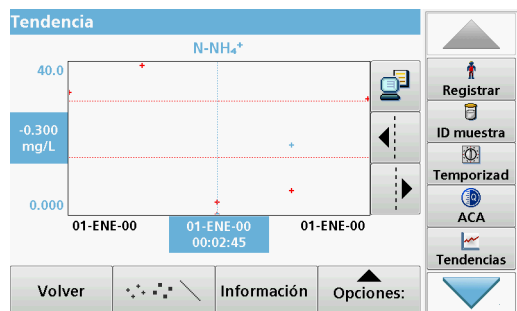 Tendencia
N-NH₄⁺
40.0
-0.300
mg/L
0.000
01-ENE-00
01-ENE-00
00:02:45
01-ENE-00
Volver
Información
Opciones:
Registrar
ID muestra
Temporizad
ACA
Tendencias